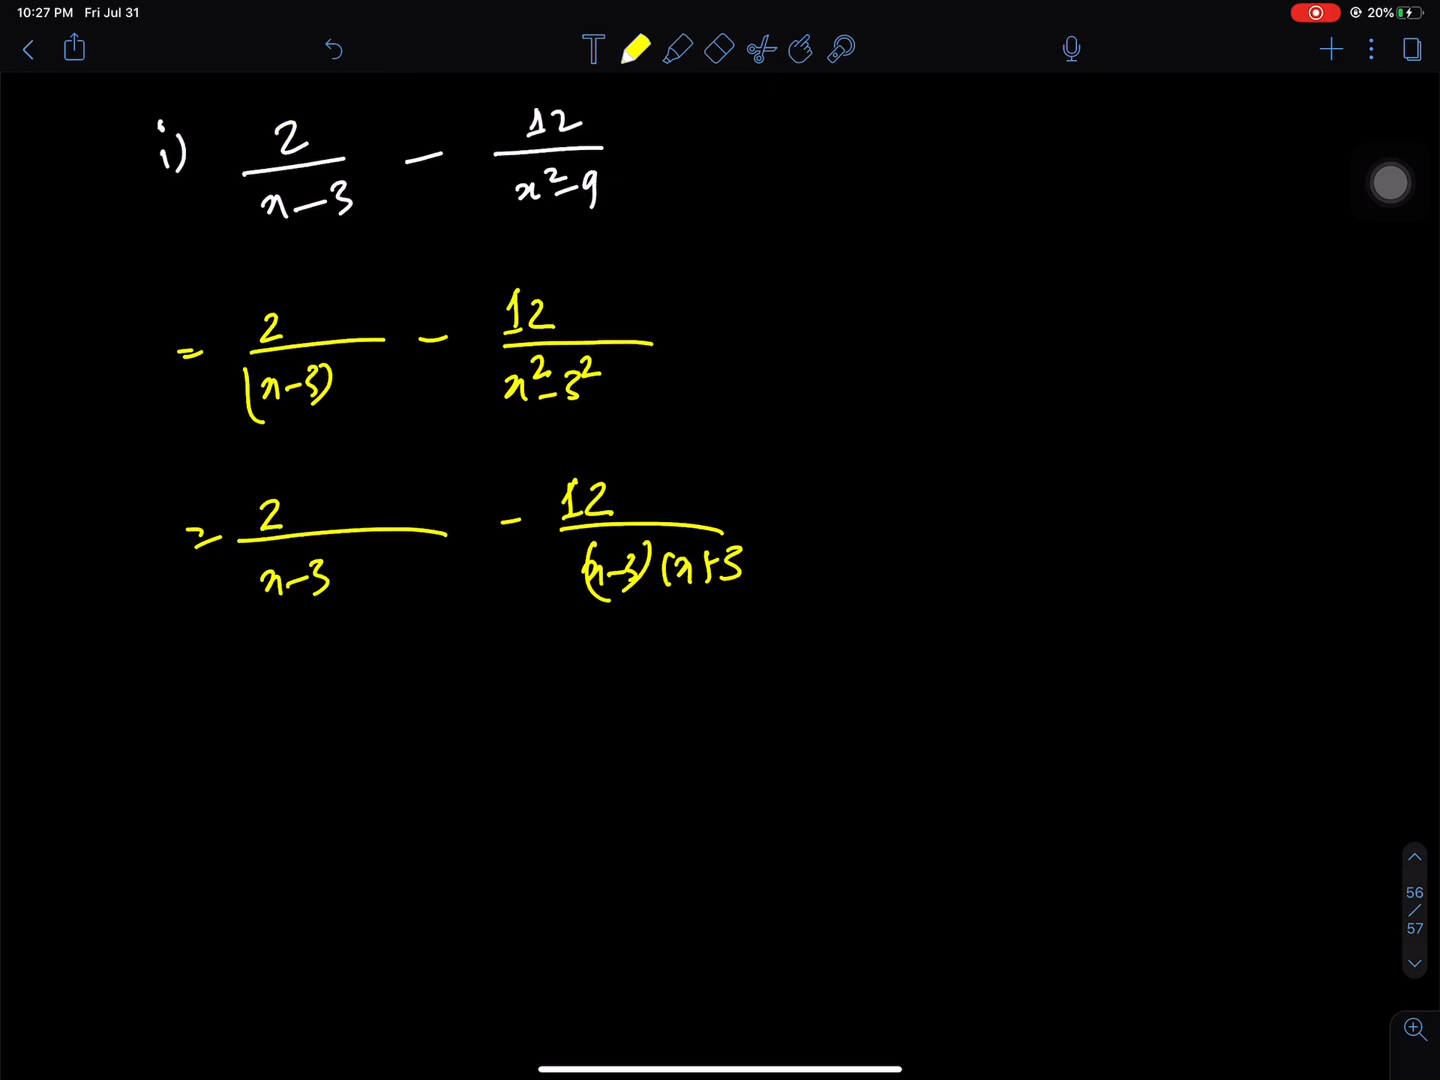 10:27 PM Fri Jul 31
20%
i) 2/(x-3) - 12/(x²-9)
= 2/(x-3) - 12/(x²-3²)
= 2/(x-3) - 12/((x-3)(x+3
56
/
57